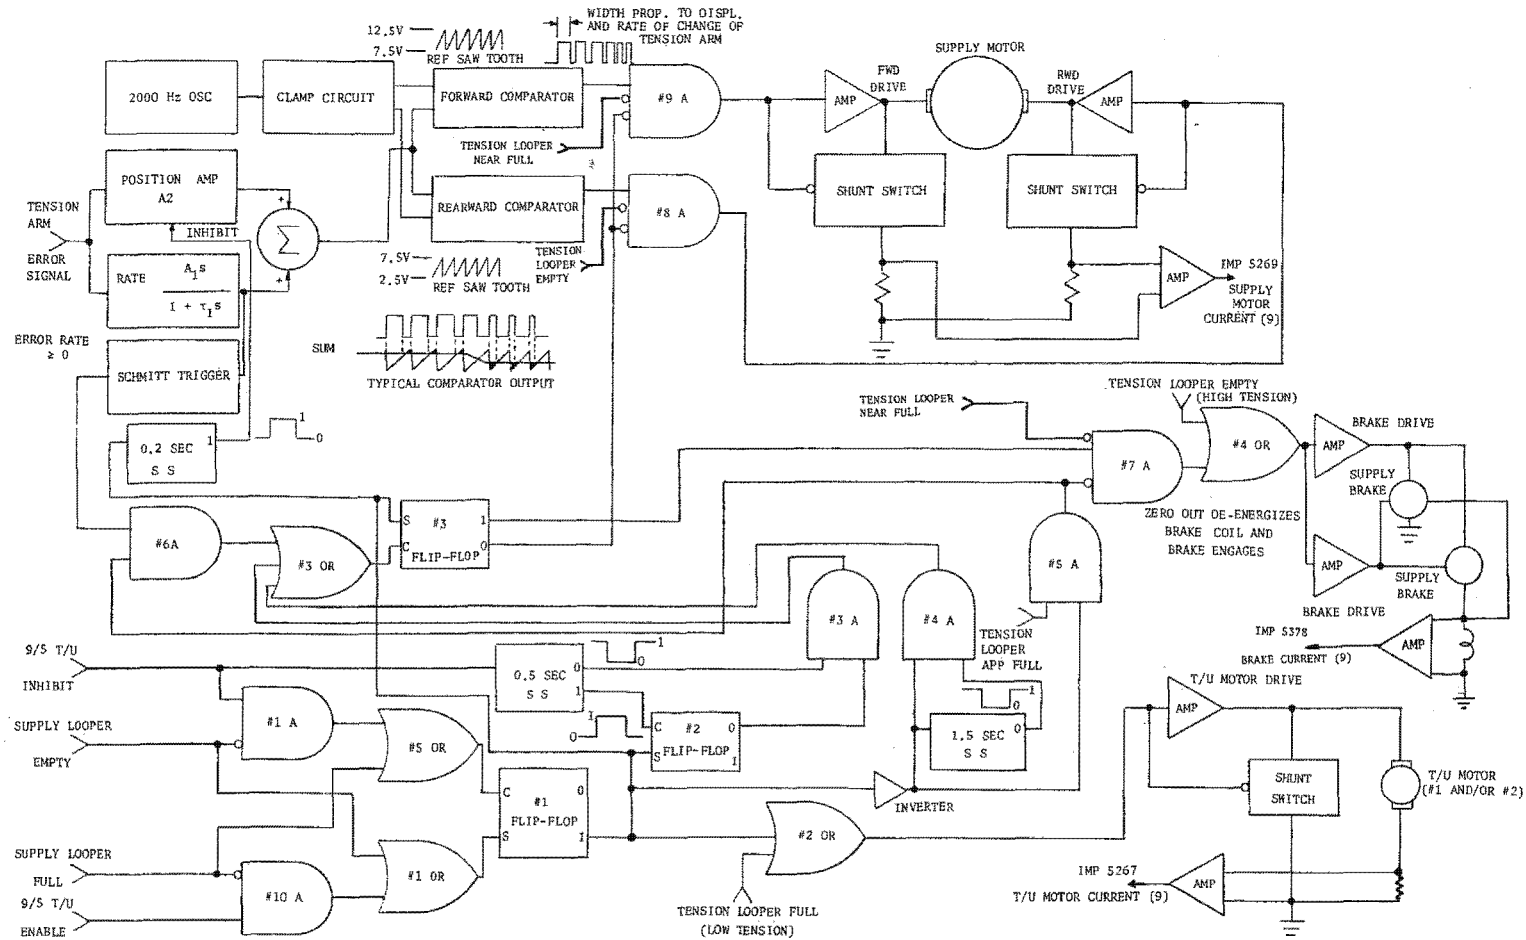 12.5V
7.5V
REF SAW TOOTH
WIDTH PROP. TO DISPL.
AND RATE OF CHANGE OF
TENSION ARM
SUPPLY MOTOR
2000 Hz OSC
CLAMP CIRCUIT
FORWARD COMPARATOR
#9 A
AMP
FWD
DRIVE
RWD
DRIVE
AMP
TENSION LOOPER
NEAR FULL
POSITION AMP
A2
+
REARWARD COMPARATOR
#8 A
SHUNT SWITCH
SHUNT SWITCH
TENSION
ARM
ERROR
SIGNAL
INHIBIT
Σ
+
RATE
A1s
1 + τ1s
7.5V
2.5V
REF SAW TOOTH
TENSION
LOOPER
EMPTY
AMP
IMP 5269
SUPPLY
MOTOR
CURRENT (9)
ERROR RATE
≥ 0
SCHMITT TRIGGER
SUM
TYPICAL COMPARATOR OUTPUT
0.2 SEC
S S
1
1
0
TENSION LOOPER
NEAR FULL
TENSION LOOPER EMPTY
(HIGH TENSION)
#7 A
#4 OR
AMP
BRAKE DRIVE
SUPPLY
BRAKE
ZERO OUT DE-ENERGIZES
BRAKE COIL AND
BRAKE ENGAGES
AMP
SUPPLY
BRAKE
BRAKE DRIVE
#6A
#3 OR
S
#3
1
C
FLIP-FLOP
0
#3 A
#4 A
#5 A
TENSION
LOOPER
APP FULL
IMP 5378
BRAKE CURRENT (9)
AMP
9/5 T/U
INHIBIT
0.5 SEC
S S
0
1
1
0
1
0
#1 A
#5 OR
SUPPLY LOOPER
EMPTY
C
#2
0
S
FLIP-FLOP
1
1.5 SEC
S S
0
1
0
T/U MOTOR DRIVE
AMP
SHUNT
SWITCH
T/U MOTOR
(#1 AND/OR #2)
C
#1
0
FLIP-FLOP
S
1
INVERTER
#2 OR
SUPPLY LOOPER
FULL
9/5 T/U
ENABLE
#10 A
#1 OR
TENSION LOOPER FULL
(LOW TENSION)
IMP 5267
T/U MOTOR CURRENT (9)
AMP